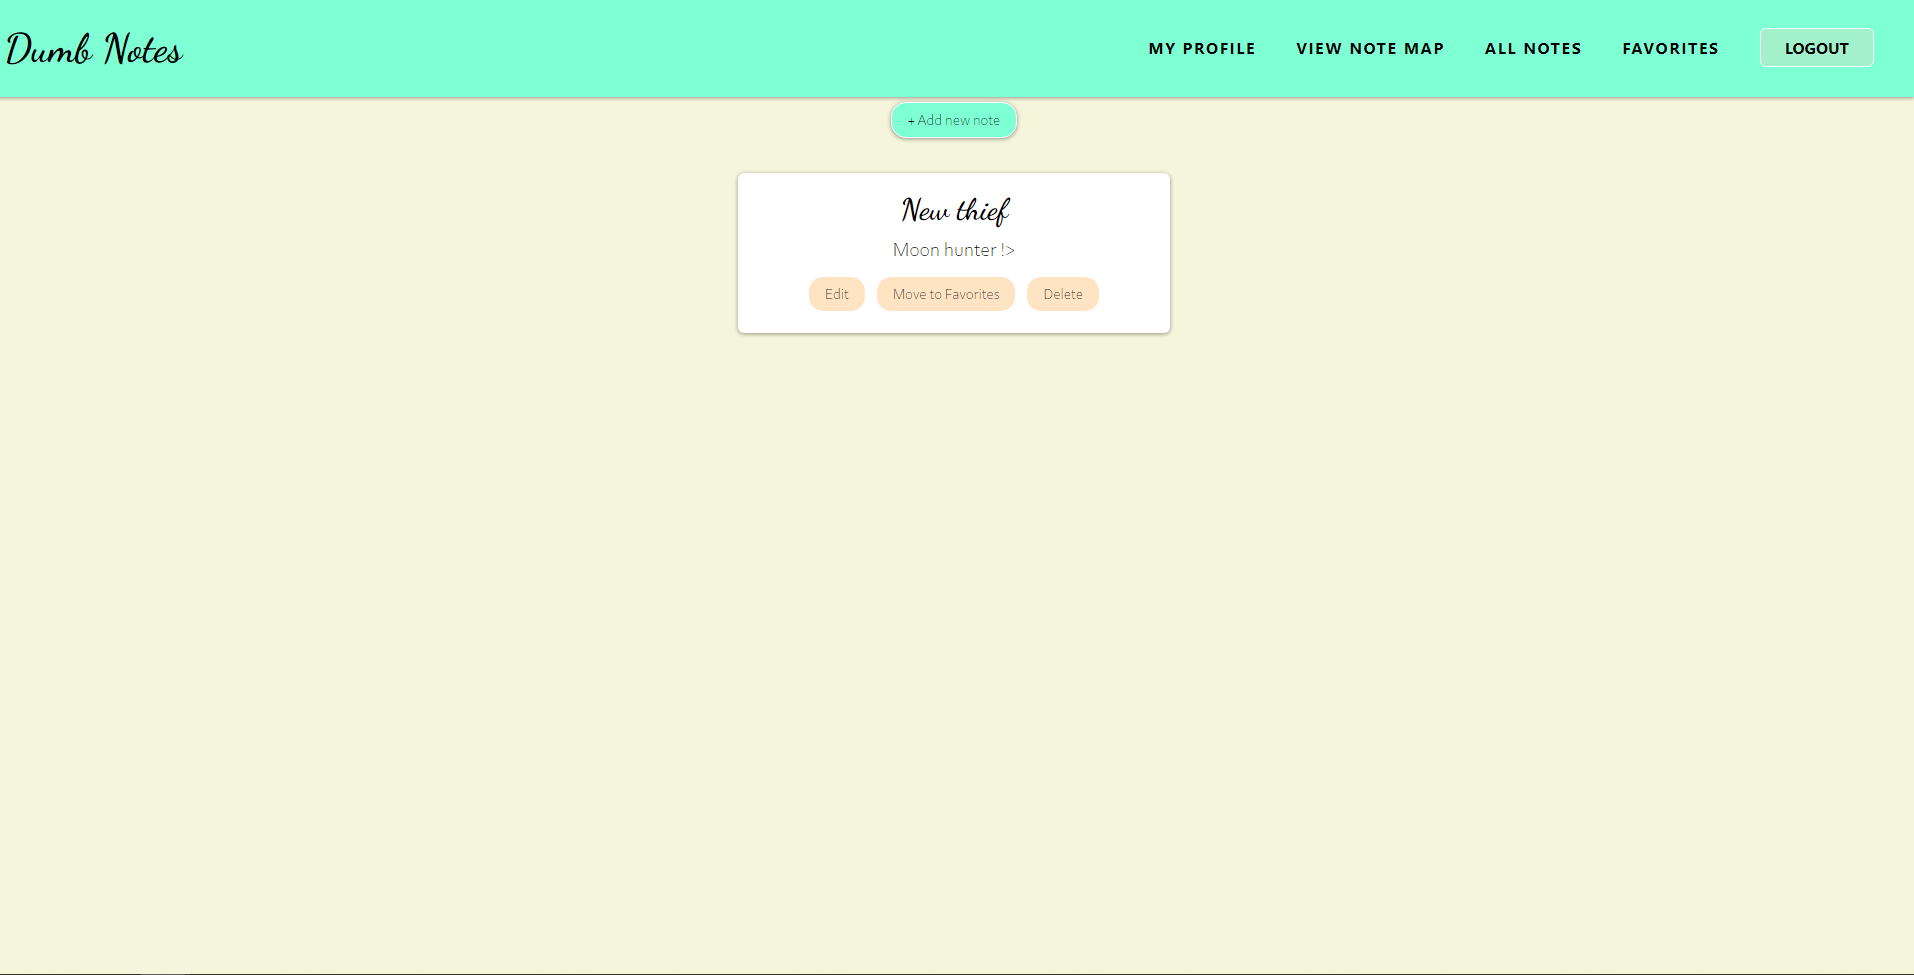 Dumb Notes
MY PROFILE VIEW NOTE MAP ALL NOTES FAVORITES LOGOUT
+ Add new note
New thief
Moon hunter !>
Edit Move to Favorites Delete